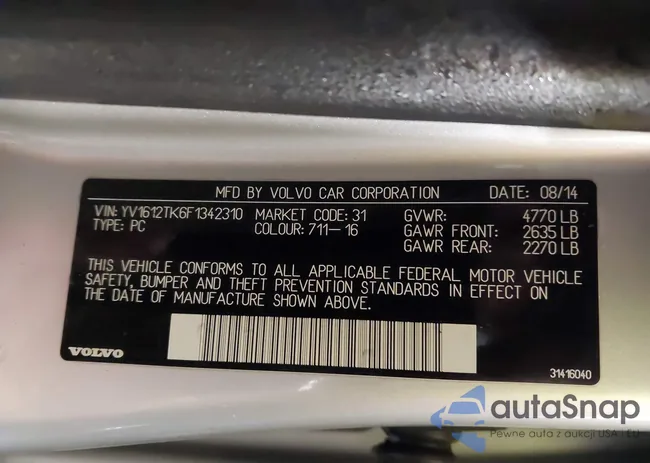 MFD BY VOLVO CAR CORPORATION DATE: 08/14
VIN: YV1612TK6F1342310 MARKET CODE: 31 GVWR: 4770 LB
TYPE: PC COLOUR: 711-16 GAWR FRONT: 2635 LB
GAWR REAR: 2270 LB
THIS VEHICLE CONFORMS TO ALL APPLICABLE FEDERAL MOTOR VEHICLE
SAFETY, BUMPER AND THEFT PREVENTION STANDARDS IN EFFECT ON
THE DATE OF MANUFACTURE SHOWN ABOVE.
VOLVO 31416040
autoSnap
Pewne auta z aukcji USA i EU